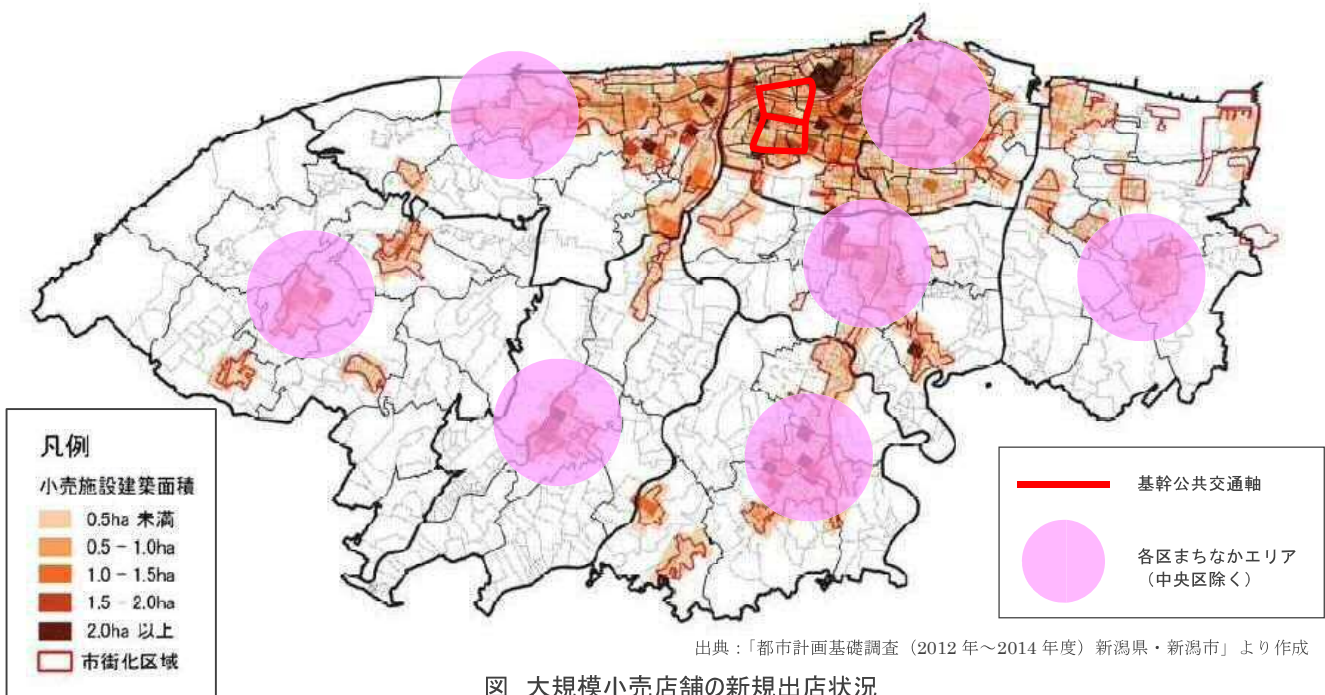 凡例
小売施設建築面積
0.5ha 未満
0.5 - 1.0ha
1.0 - 1.5ha
1.5 - 2.0ha
2.0ha 以上
市街化区域
基幹公共交通軸
各区まちなかエリア
（中央区除く）
出典：「都市計画基礎調査（2012 年～2014 年度）新潟県・新潟市」より作成
図 大規模小売店舗の新規出店状況